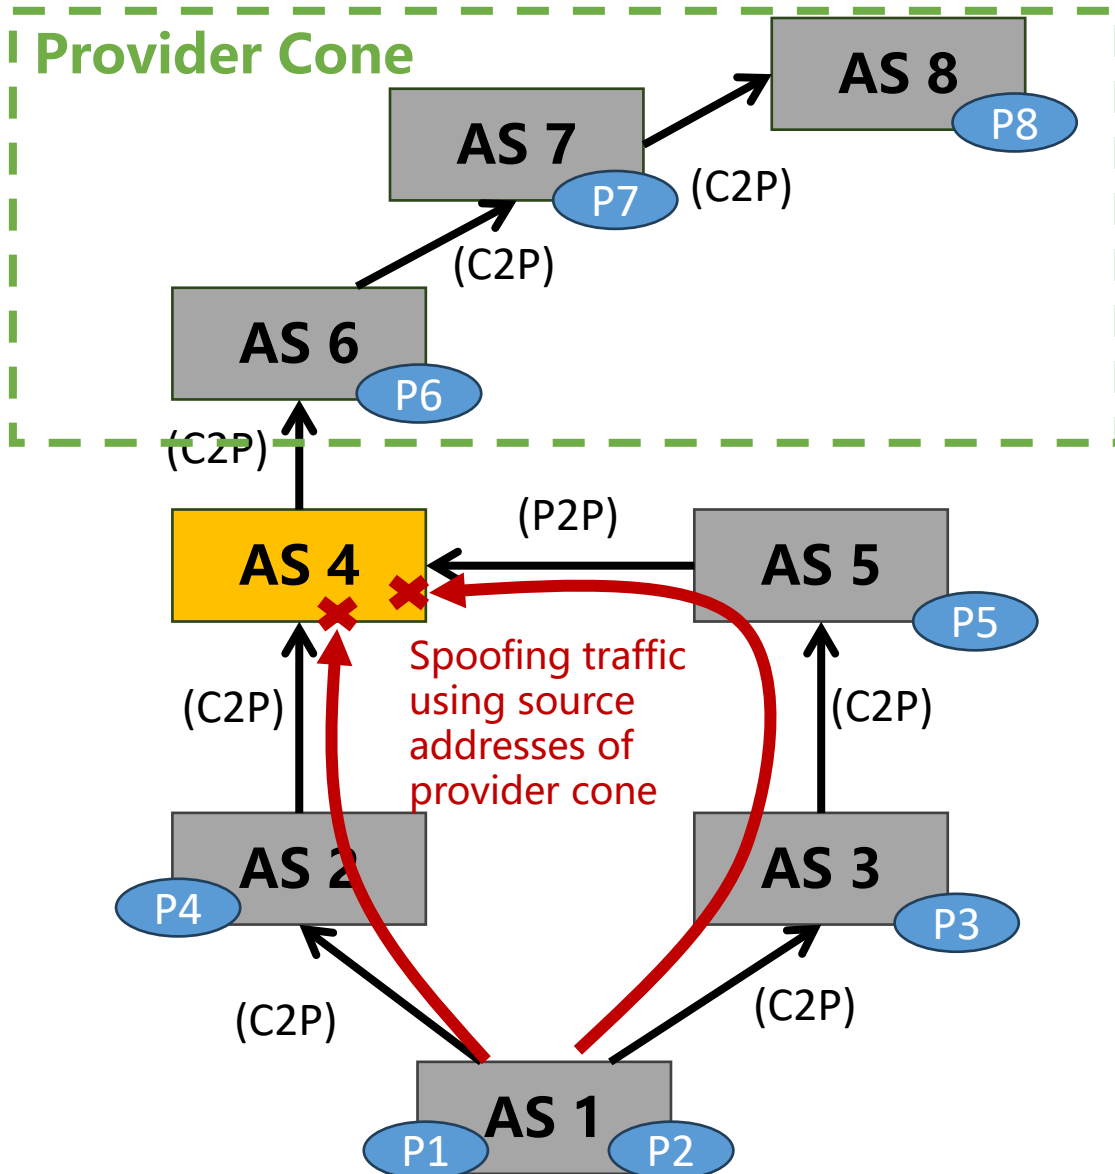 Provider Cone
AS 8
P8
AS 7
P7
(C2P)
(C2P)
AS 6
P6
(C2P)
(P2P)
AS 4
AS 5
P5
Spoofing traffic
using source
addresses of
provider cone
(C2P)
(C2P)
AS 2
P4
AS 3
P3
(C2P)
(C2P)
AS 1
P1
P2